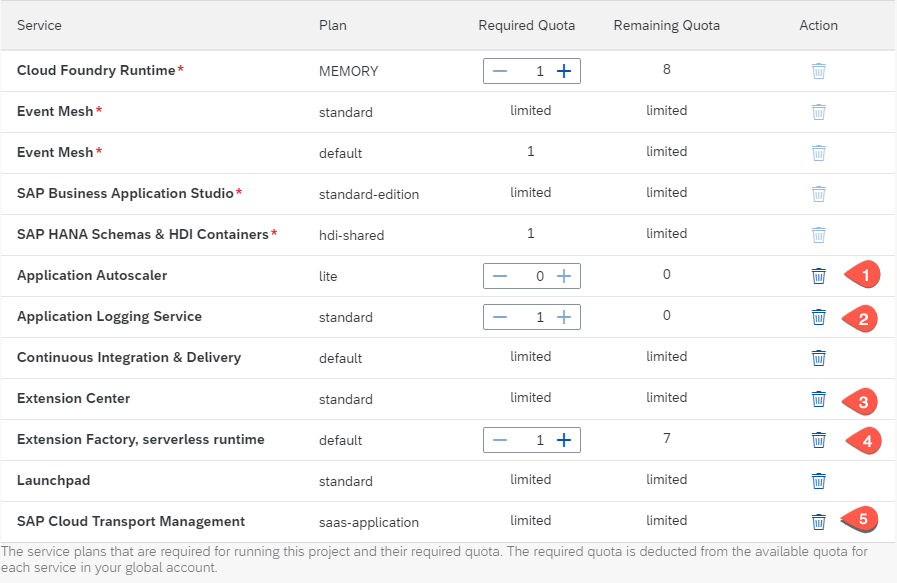 Service Plan Required Quota Remaining Quota Action
Cloud Foundry Runtime* MEMORY 1 8
Event Mesh* standard limited limited
Event Mesh* default 1 limited
SAP Business Application Studio* standard-edition limited limited
SAP HANA Schemas & HDI Containers* hdi-shared 1 limited
Application Autoscaler lite 0 0 1
Application Logging Service standard 1 0 2
Continuous Integration & Delivery default limited limited
Extension Center standard limited limited 3
Extension Factory, serverless runtime default 1 7 4
Launchpad standard limited limited
SAP Cloud Transport Management saas-application limited limited 5
The service plans that are required for running this project and their required quota. The required quota is deducted from the available quota for
each service in your global account.